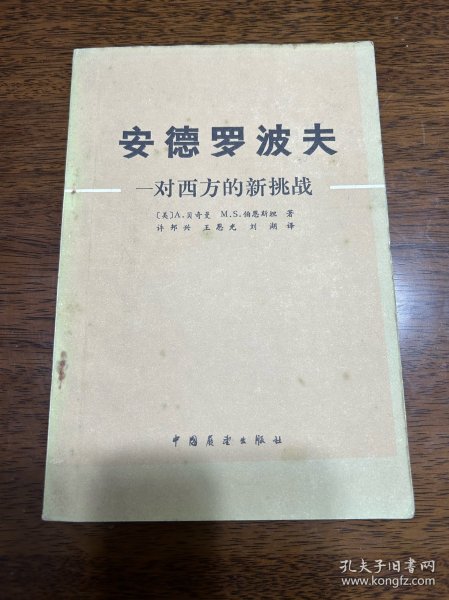 安德罗波夫
—对西方的新挑战
〔美〕A.贝奇曼 M.S.伯恩斯坦 著
许邦兴 王恩光 刘湖 译
中国展望出版社
孔夫子旧书网
www.kongfz.com